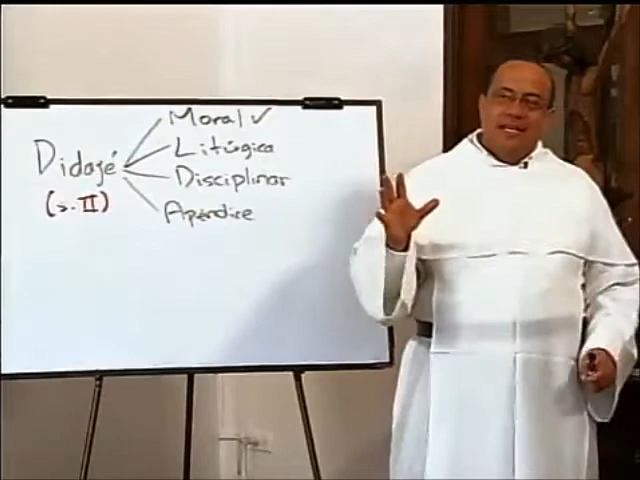 Moral ✓
Litúrgica
Didajé
Disciplinar
(s. II)
Apéndice